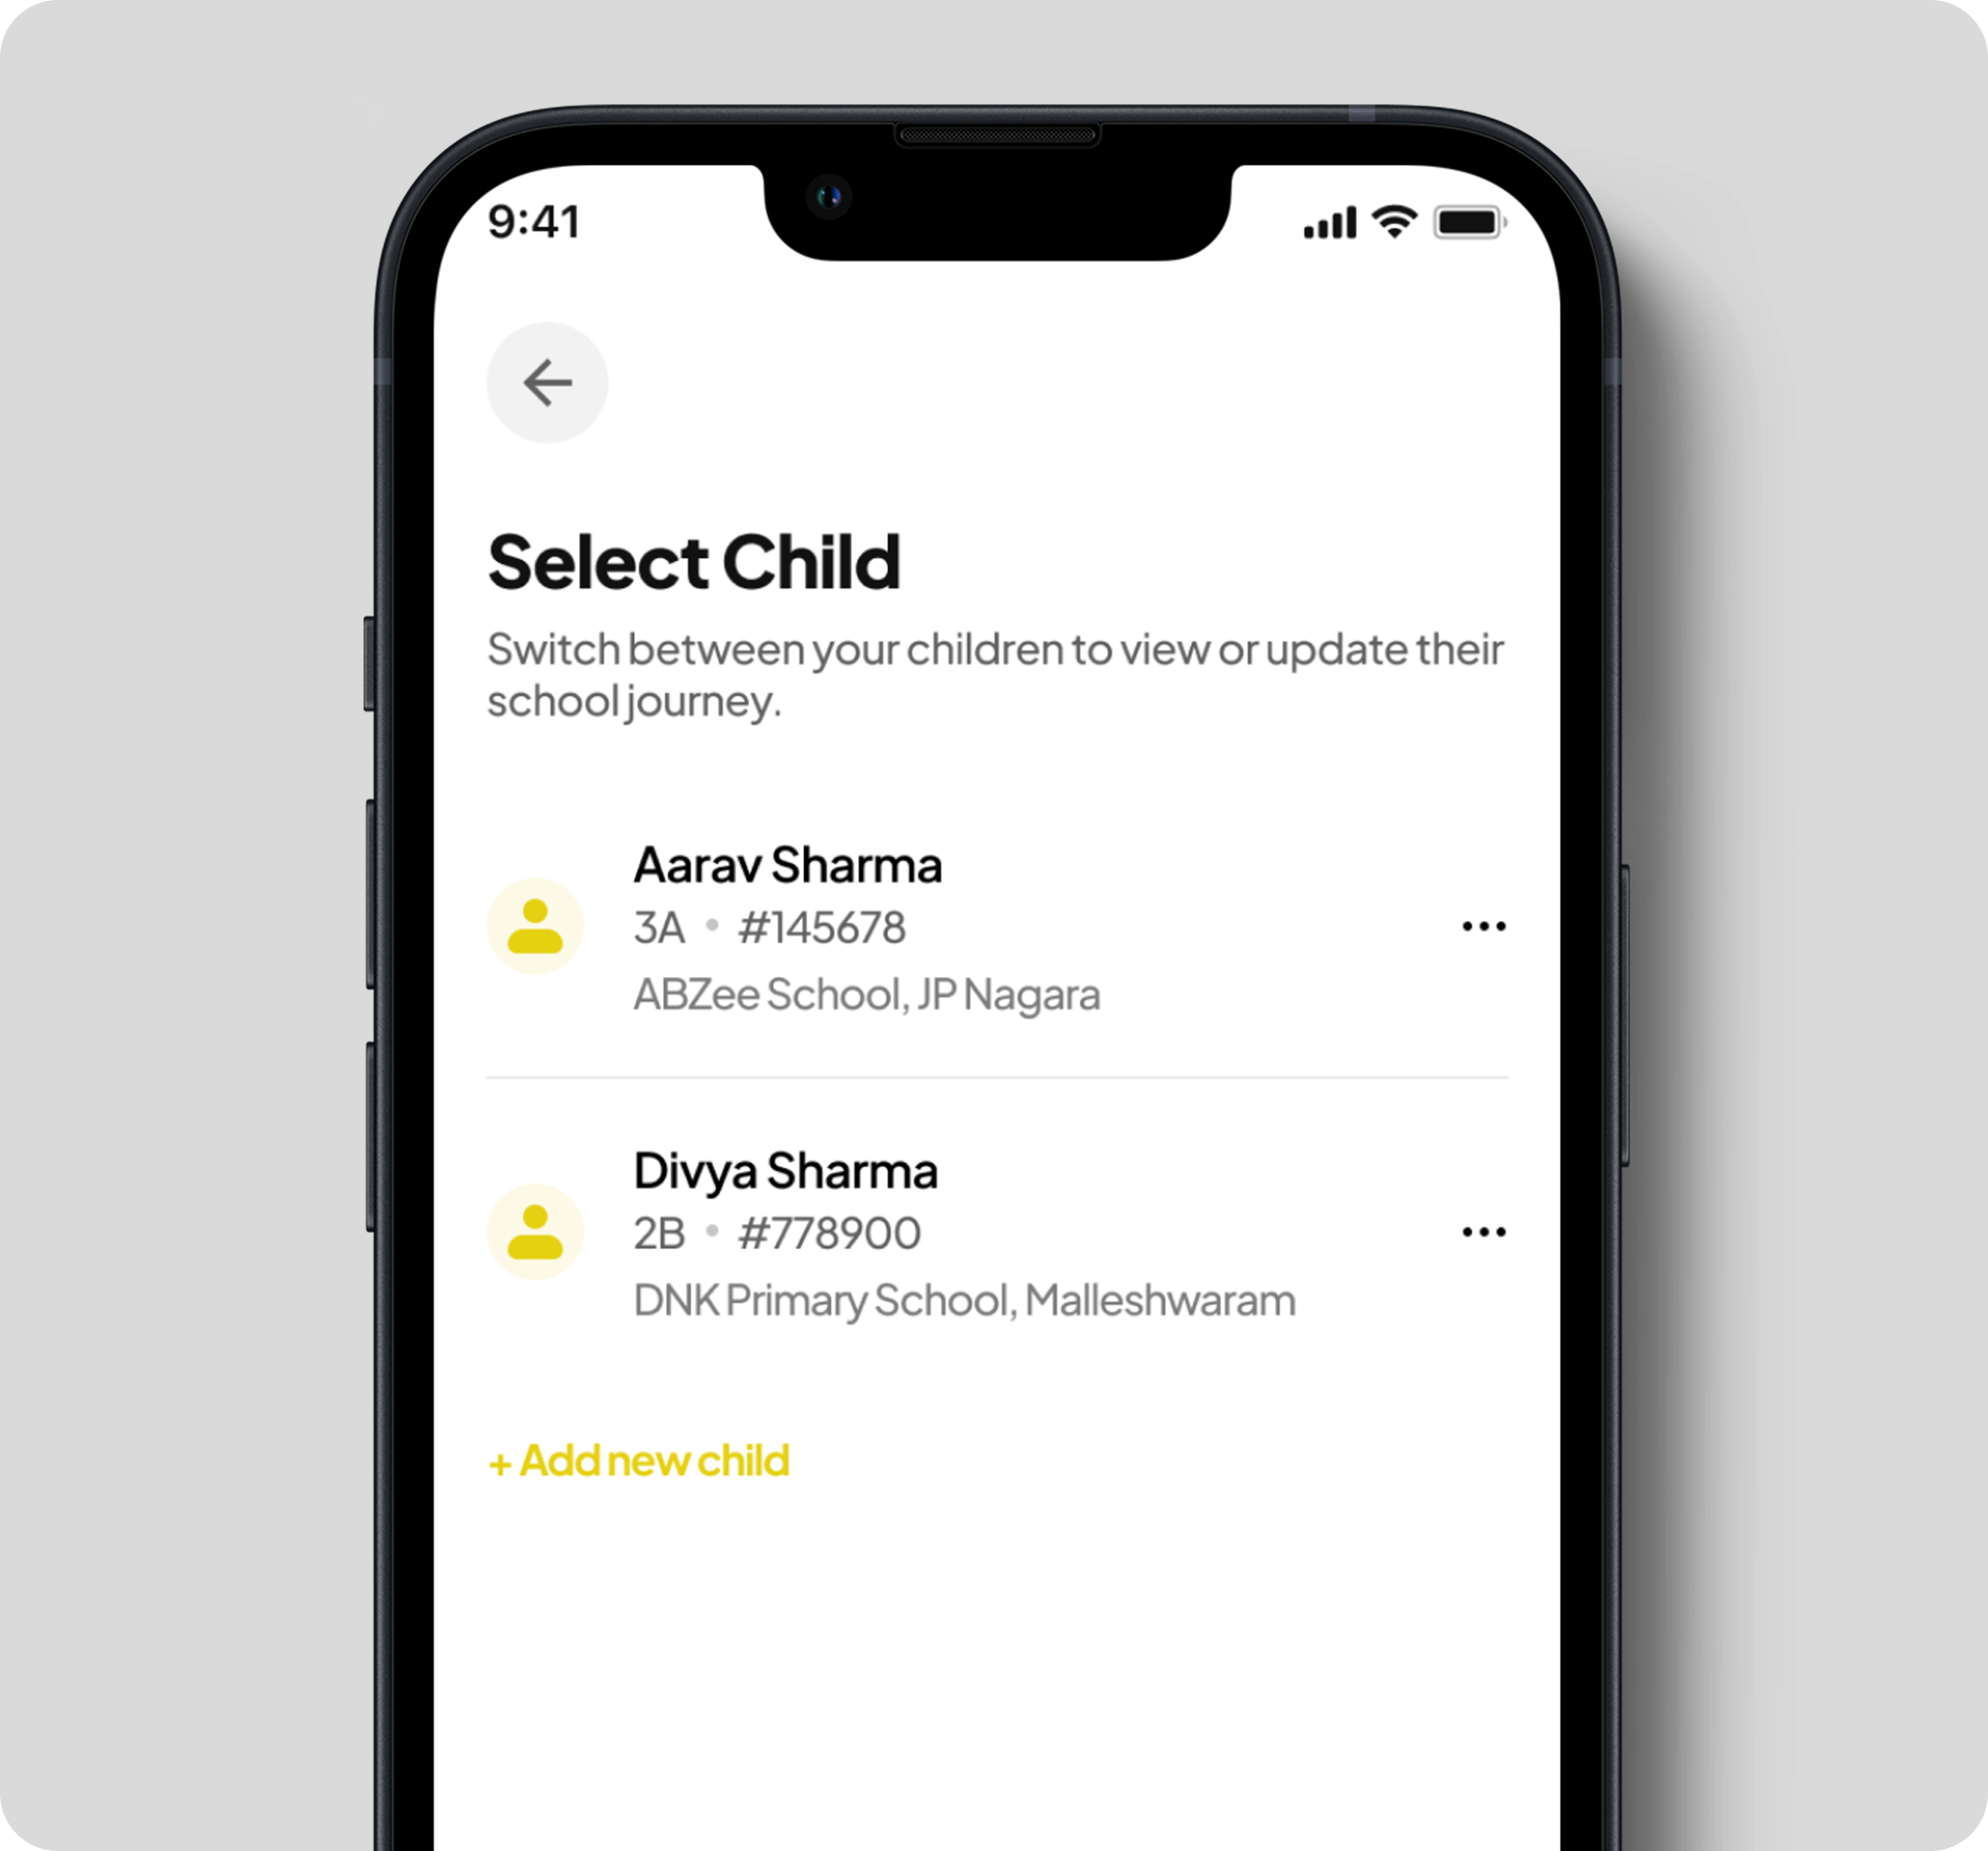 9:41
Select Child
Switch between your children to view or update their
school journey.
Aarav Sharma
3A • #145678
ABZee School, JP Nagara
Divya Sharma
2B • #778900
DNK Primary School, Malleshwaram
+ Add new child